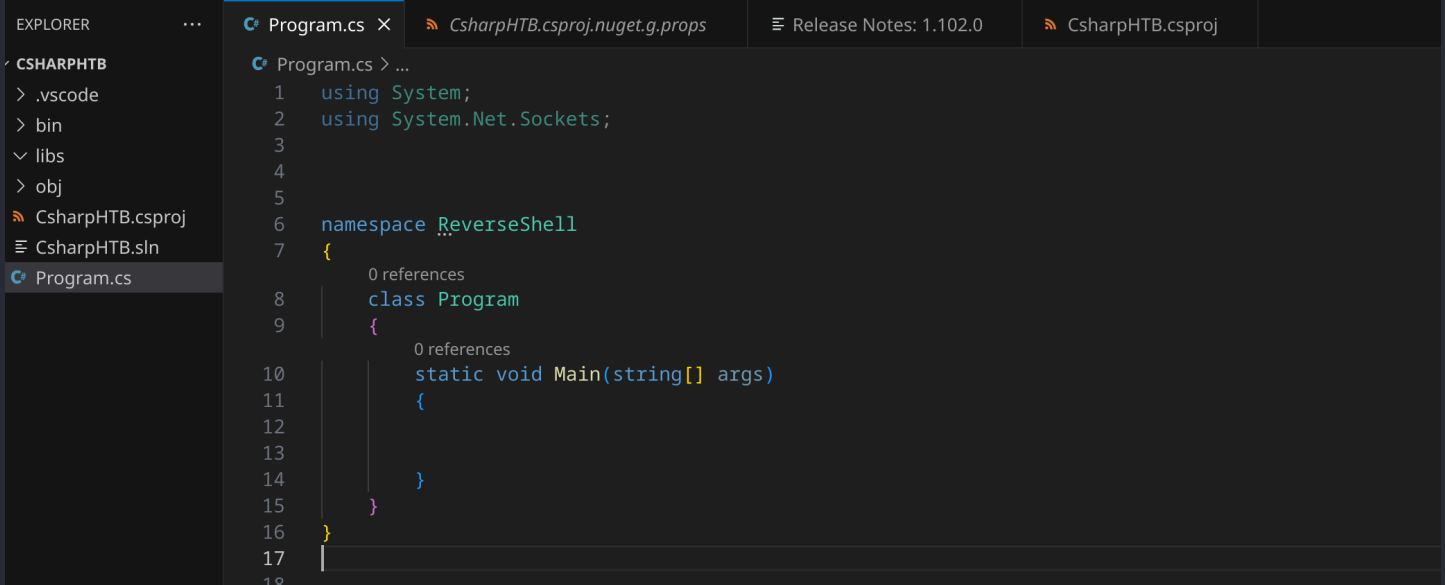 EXPLORER ...
CSHARPHTB
.vscode
bin
libs
obj
CsharpHTB.csproj
CsharpHTB.sln
C# Program.cs
C# Program.cs
CsharpHTB.csproj.nuget.g.props
Release Notes: 1.102.0
CsharpHTB.csproj
C# Program.cs > ...
1 using System;
2 using System.Net.Sockets;
3
4
5
6 namespace ReverseShell
7 {
0 references
8 class Program
9 {
0 references
10 static void Main(string[] args)
11 {
12
13
14 }
15 }
16 }
17
18